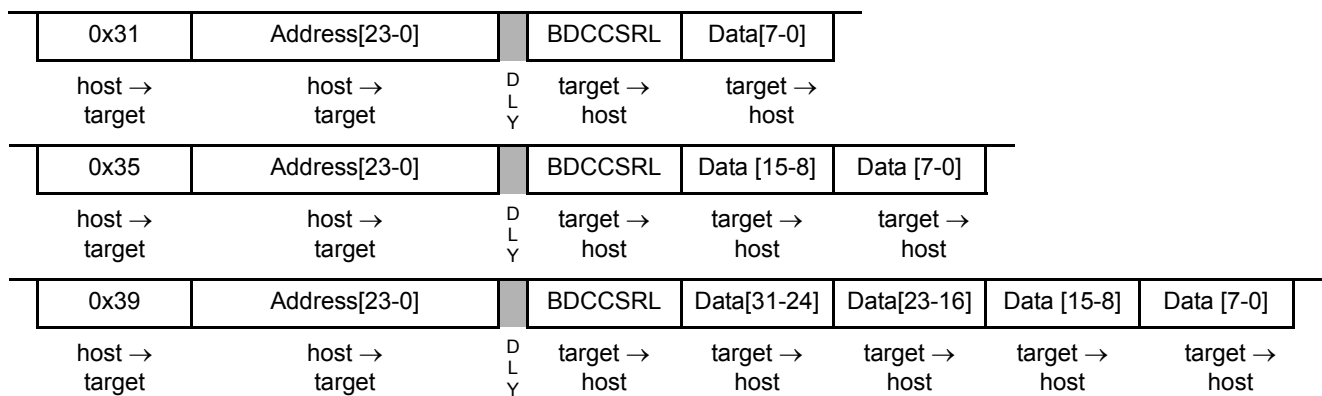 0x31 Address[23-0] BDCCSRL Data[7-0]
host → host → D target → target →
L
target target Y host host
0x35 Address[23-0] BDCCSRL Data [15-8] Data [7-0]
host → host → D target → target → target →
L
target target Y host host host
0x39 Address[23-0] BDCCSRL Data[31-24] Data[23-16] Data [15-8] Data [7-0]
host → host → D target → target → target → target → target →
L
target target Y host host host host host